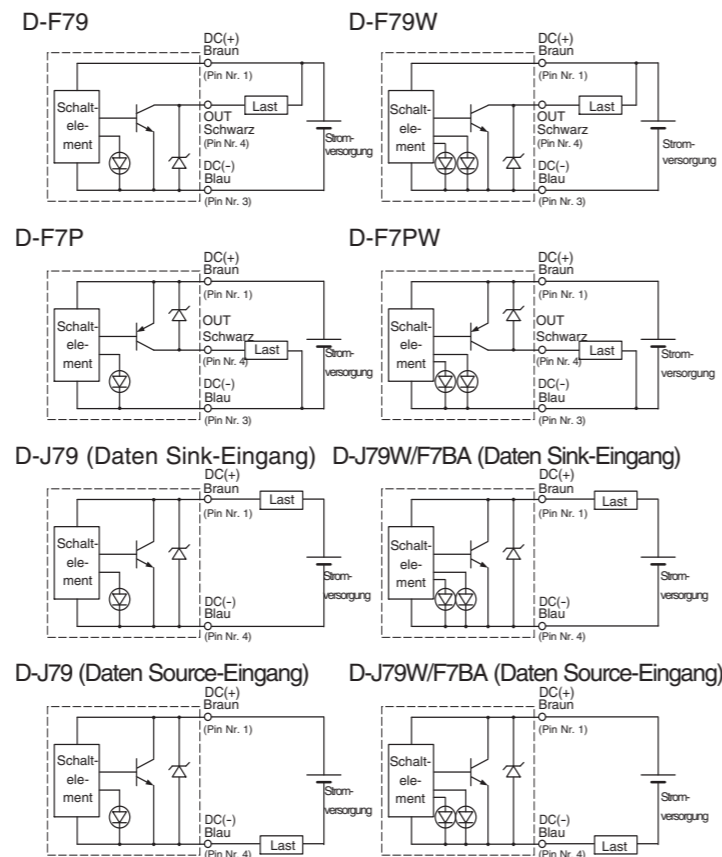 D-F79
DC(+)
Braun
(Pin Nr. 1)
Schalt-
ele-
ment
Last
OUT
Schwarz
(Pin Nr. 4)
Strom-
versorgung
DC(-)
Blau
(Pin Nr. 3)
D-F79W
DC(+)
Braun
(Pin Nr. 1)
Schalt-
ele-
ment
Last
OUT
Schwarz
(Pin Nr. 4)
Strom-
versorgung
DC(-)
Blau
(Pin Nr. 3)
D-F7P
DC(+)
Braun
(Pin Nr. 1)
Schalt-
ele-
ment
OUT
Schwarz
(Pin Nr. 4)
Last
Strom-
versorgung
DC(-)
Blau
(Pin Nr. 3)
D-F7PW
DC(+)
Braun
(Pin Nr. 1)
Schalt-
ele-
ment
OUT
Schwarz
(Pin Nr. 4)
Last
Strom-
versorgung
DC(-)
Blau
(Pin Nr. 3)
D-J79 (Daten Sink-Eingang)
DC(+)
Braun
(Pin Nr. 1)
Last
Schalt-
ele-
ment
Strom-
versorgung
DC(-)
Blau
(Pin Nr. 4)
D-J79W/F7BA (Daten Sink-Eingang)
DC(+)
Braun
(Pin Nr. 1)
Last
Schalt-
ele-
ment
Strom-
versorgung
DC(-)
Blau
(Pin Nr. 4)
D-J79 (Daten Source-Eingang)
DC(+)
Braun
(Pin Nr. 1)
Schalt-
ele-
ment
Strom-
versorgung
DC(-)
Blau
(Pin Nr. 4)
Last
D-J79W/F7BA (Daten Source-Eingang)
DC(+)
Braun
(Pin Nr. 1)
Schalt-
ele-
ment
Strom-
versorgung
DC(-)
Blau
(Pin Nr. 4)
Last